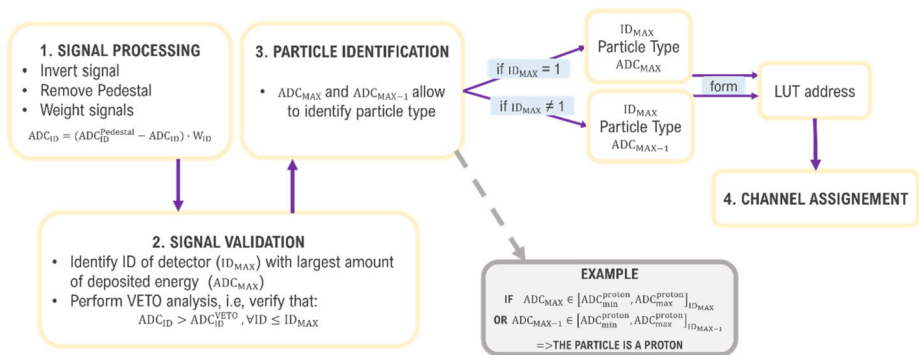 1. SIGNAL PROCESSING
• Invert signal
• Remove Pedestal
• Weight signals
ADC_ID = (ADC_ID^Pedestal − ADC_ID) · W_ID
2. SIGNAL VALIDATION
• Identify ID of detector (ID_MAX) with largest amount
of deposited energy (ADC_MAX)
• Perform VETO analysis, i.e, verify that:
ADC_ID > ADC_ID^VETO, ∀ID ≤ ID_MAX
3. PARTICLE IDENTIFICATION
• ADC_MAX and ADC_MAX−1 allow
to identify particle type
if ID_MAX = 1
if ID_MAX ≠ 1
ID_MAX
Particle Type
ADC_MAX
ID_MAX
Particle Type
ADC_MAX−1
form
LUT address
4. CHANNEL ASSIGNEMENT
EXAMPLE
IF ADC_MAX ∈ [ADC_min^proton, ADC_max^proton]_ID_MAX
OR ADC_MAX−1 ∈ [ADC_min^proton, ADC_max^proton]_ID_MAX−1
=>THE PARTICLE IS A PROTON